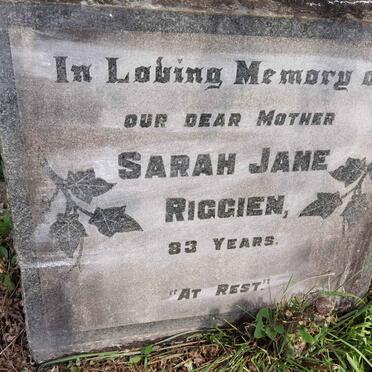 In Loving Memory o
OUR DEAR MOTHER
SARAH JANE
RIGGIEN,
83 YEARS.
"AT REST."